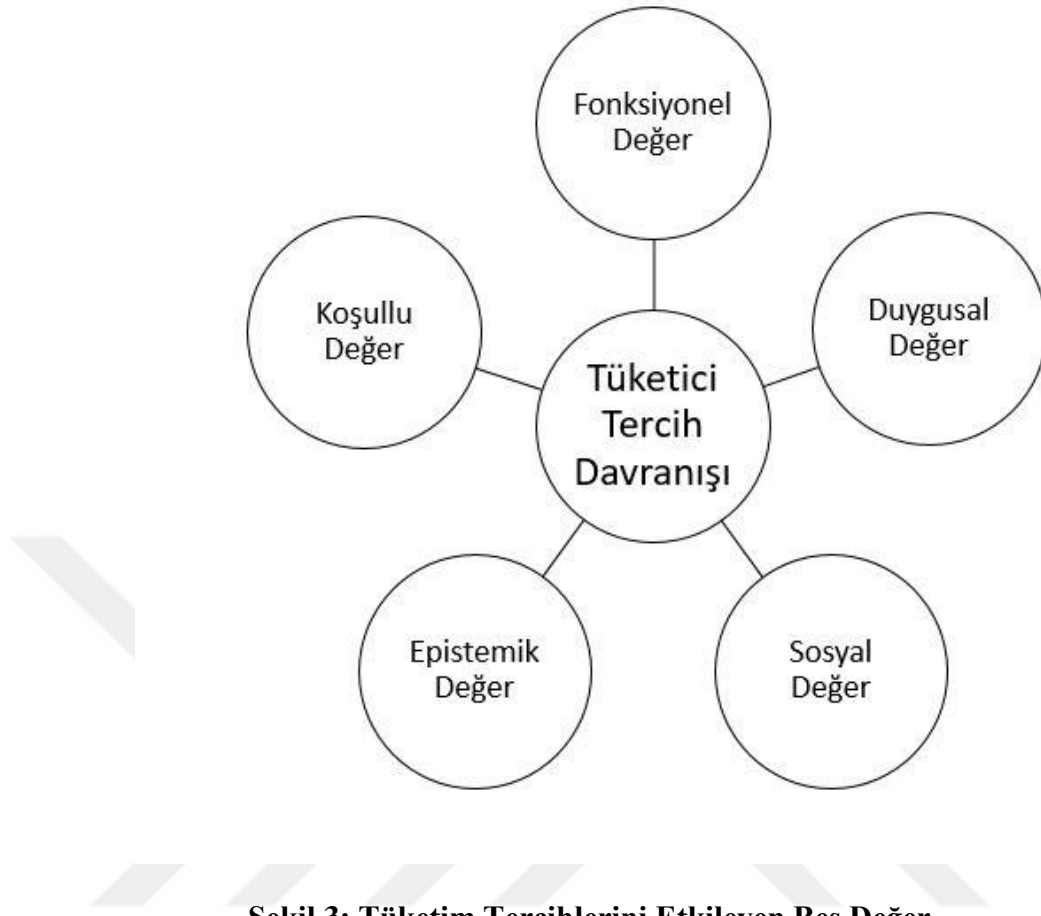 Fonksiyonel
Değer
Koşullu
Değer
Duygusal
Değer
Tüketici
Tercih
Davranışı
Epistemik
Değer
Sosyal
Değer
Şekil 3: Tüketim Tercihlerini Etkileyen Beş Değer